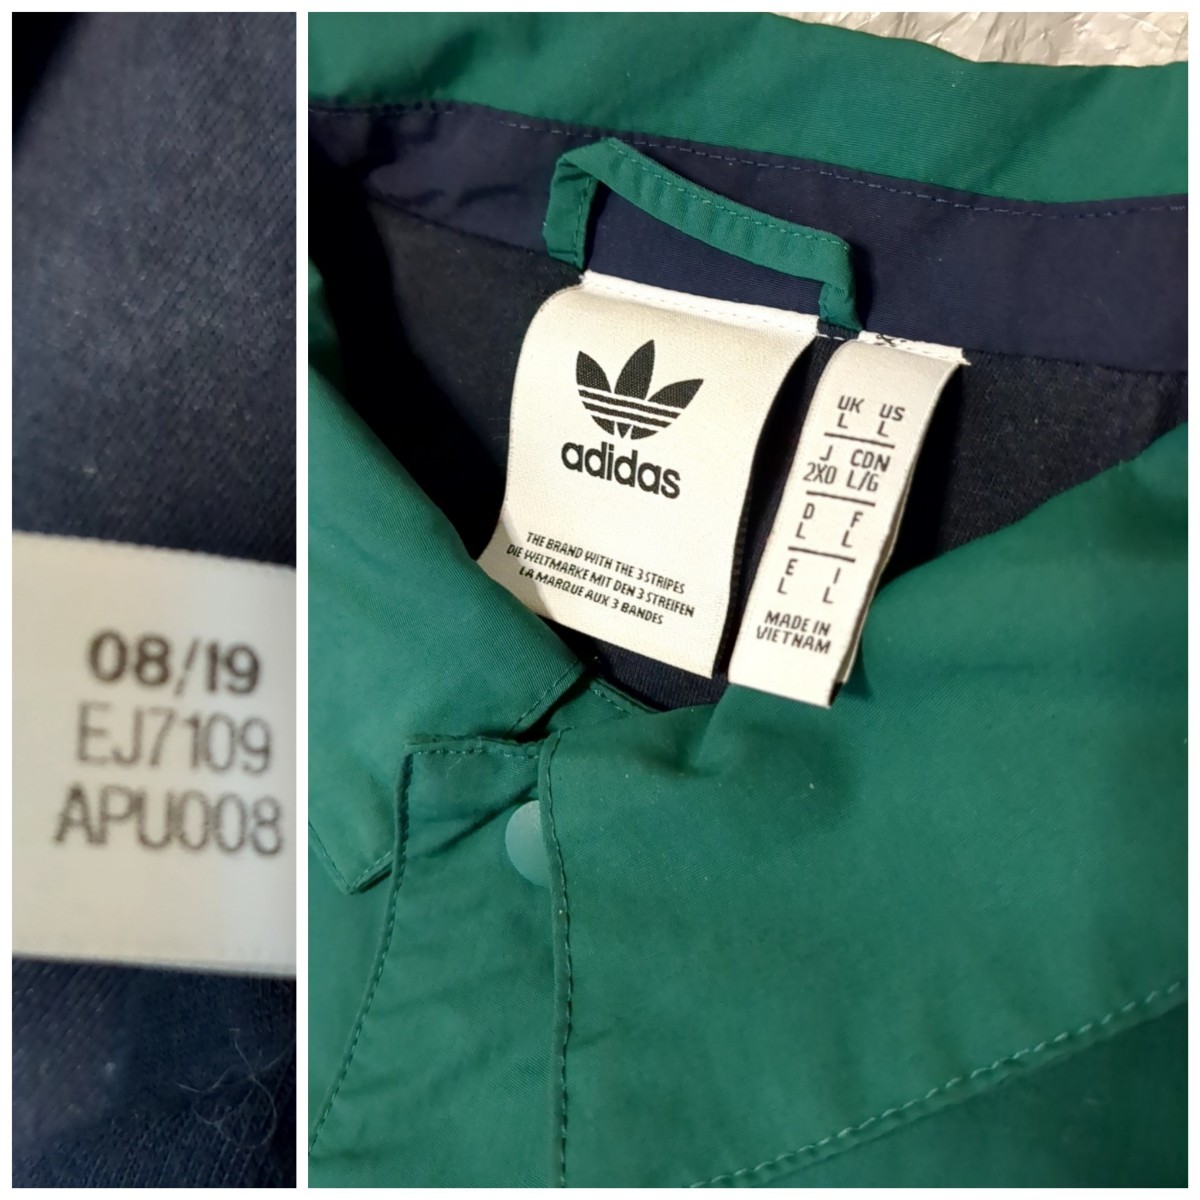 08/19
EJ7109
APU008
adidas
THE BRAND WITH THE 3 STRIPES
DIE WELTMARKE MIT DEN 3 STREIFEN
LA MARQUE AUX 3 BANDES
UK US
L L
J CDN
2XO L/G
D F
L L
E I
L L
MADE IN
VIETNAM